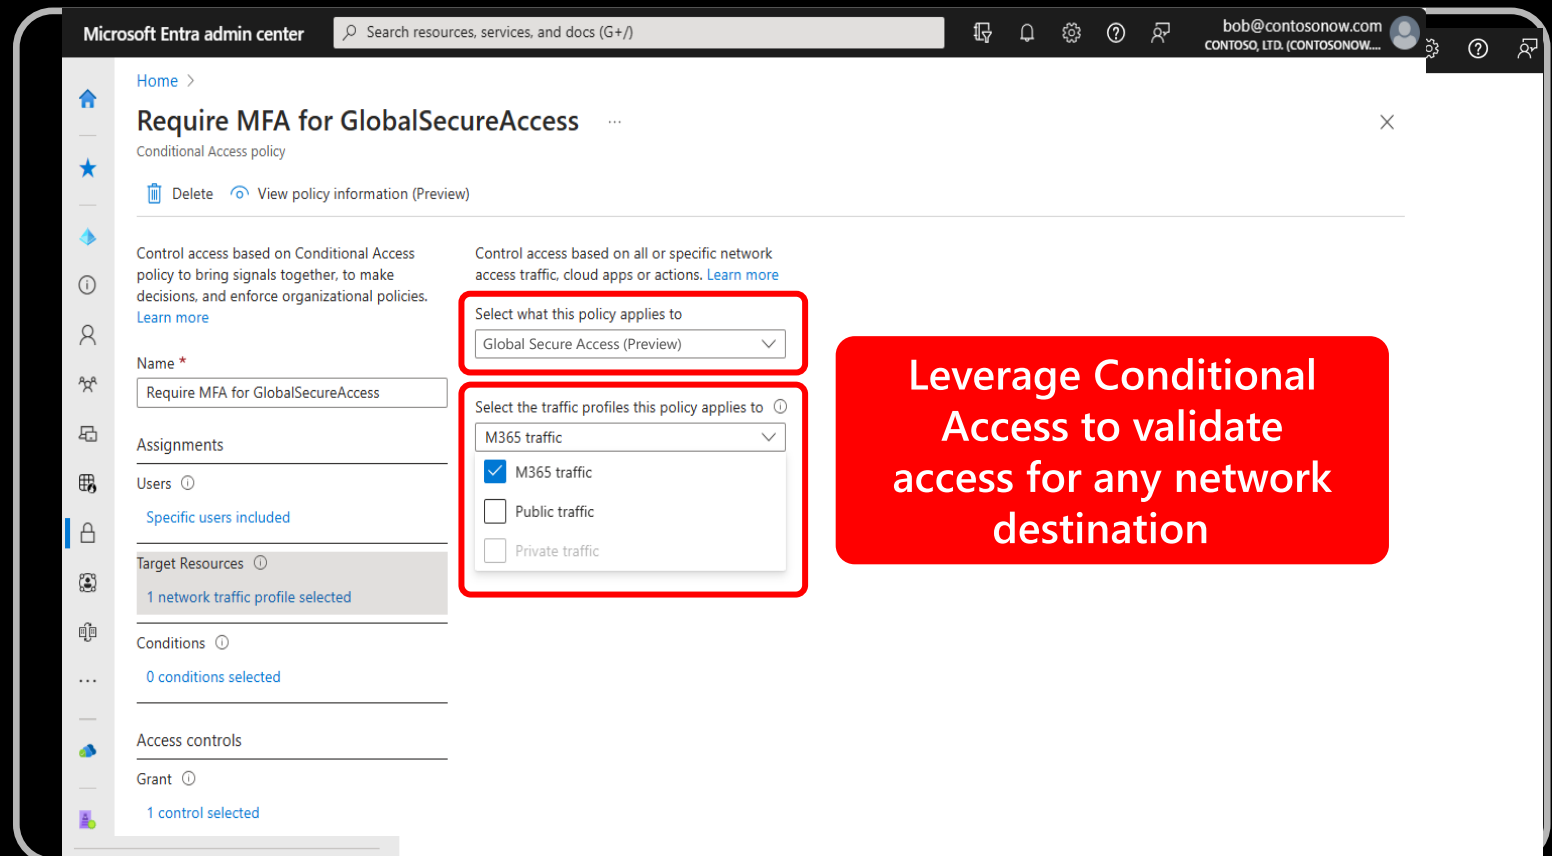 Microsoft Entra admin center
Search resources, services, and docs (G+/)
bob@contosonow.com
CONTOSO, LTD. (CONTOSONOW....
Home >
Require MFA for GlobalSecureAccess ...
Conditional Access policy
Delete
View policy information (Preview)
Control access based on Conditional Access
policy to bring signals together, to make
decisions, and enforce organizational policies.
Learn more
Name *
Require MFA for GlobalSecureAccess
Assignments
Users
Specific users included
Target Resources
1 network traffic profile selected
Conditions
0 conditions selected
Access controls
Grant
1 control selected
Control access based on all or specific network
access traffic, cloud apps or actions. Learn more
Select what this policy applies to
Global Secure Access (Preview)
Select the traffic profiles this policy applies to
M365 traffic
M365 traffic
Public traffic
Private traffic
Leverage Conditional
Access to validate
access for any network
destination